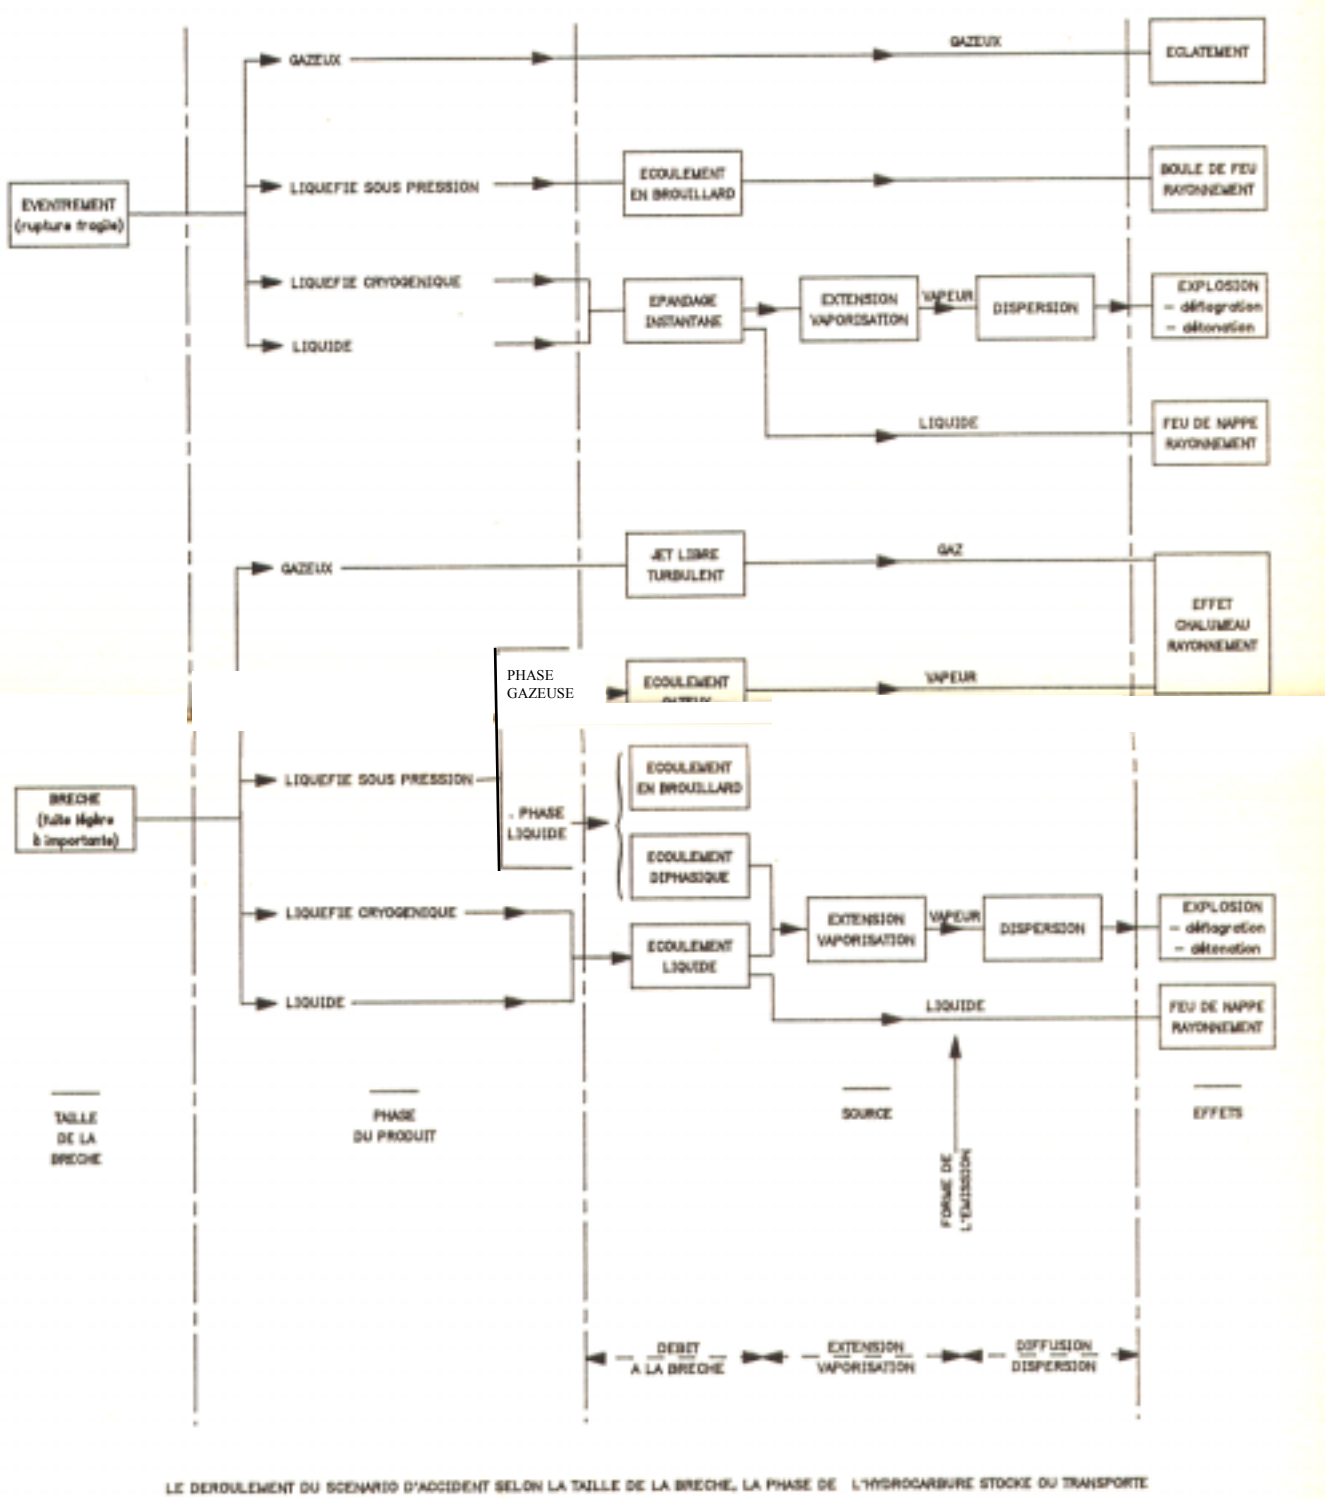 GAZEUX
GAZEUX
ECLATEMENT
EVENTREMENT
(rupture fragile)
LIQUEFIE SOUS PRESSION
ECOULEMENT
EN BROUILLARD
BOULE DE FEU
RAYONNEMENT
LIQUEFIE CRYOGENIQUE
LIQUIDE
EPANDAGE
INSTANTANE
EXTENSION
VAPORISATION
VAPEUR
DISPERSION
EXPLOSION
- déflagration
- détonation
LIQUIDE
FEU DE NAPPE
RAYONNEMENT
GAZEUX
JET LIBRE
TURBULENT
GAZ
EFFET
CHALUMEAU
RAYONNEMENT
PHASE
GAZEUSE
ECOULEMENT
GAZEUX
VAPEUR
BRECHE
(fuite légère
à importante)
LIQUEFIE SOUS PRESSION
. PHASE
LIQUIDE
ECOULEMENT
EN BROUILLARD
ECOULEMENT
DIPHASIQUE
LIQUEFIE CRYOGENIQUE
LIQUIDE
ECOULEMENT
LIQUIDE
EXTENSION
VAPORISATION
VAPEUR
DISPERSION
EXPLOSION
- déflagration
- détonation
LIQUIDE
FEU DE NAPPE
RAYONNEMENT
TAILLE
DE LA
BRECHE
PHASE
DU PRODUIT
SOURCE
FORME DE
L'EMISSION
EFFETS
DEBIT
A LA BRECHE
EXTENSION
VAPORISATION
DIFFUSION
DISPERSION
LE DEROULEMENT DU SCENARIO D'ACCIDENT SELON LA TAILLE DE LA BRECHE, LA PHASE DE L'HYDROCARBURE STOCKE OU TRANSPORTE